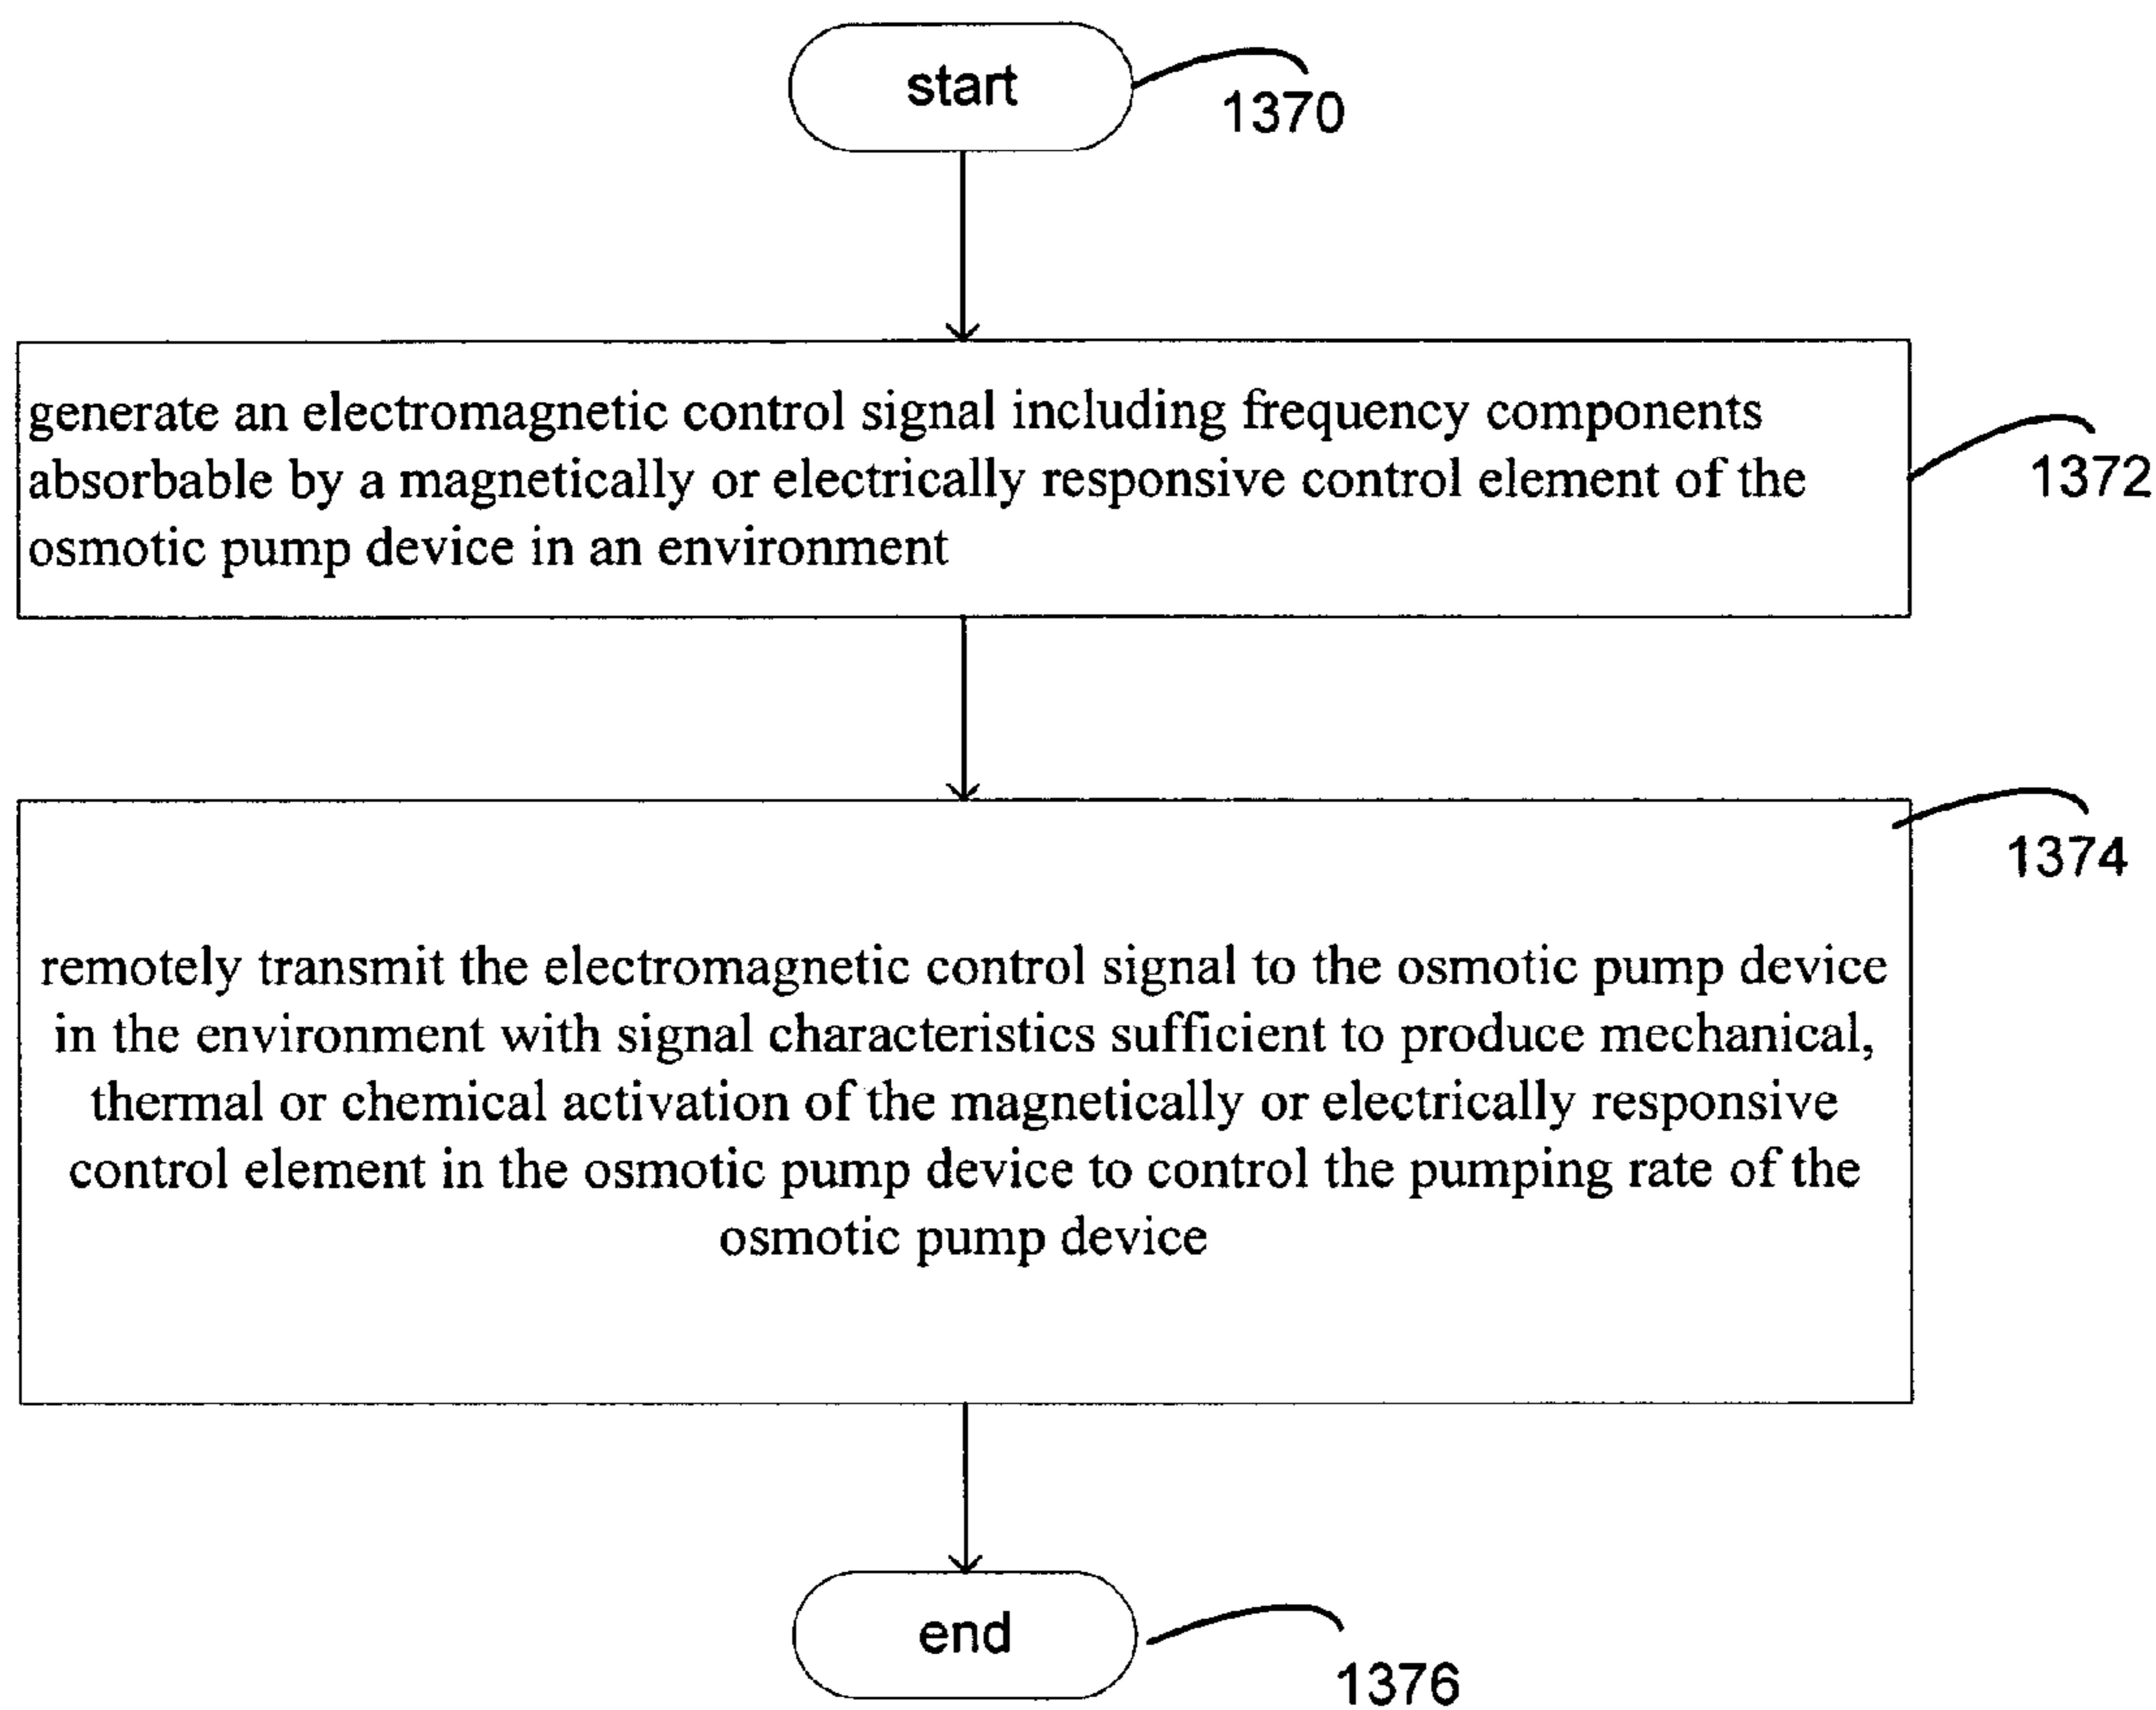 start
1370
generate an electromagnetic control signal including frequency components
absorbable by a magnetically or electrically responsive control element of the
osmotic pump device in an environment
1372
1374
remotely transmit the electromagnetic control signal to the osmotic pump device
in the environment with signal characteristics sufficient to produce mechanical,
thermal or chemical activation of the magnetically or electrically responsive
control element in the osmotic pump device to control the pumping rate of the
osmotic pump device
end
1376